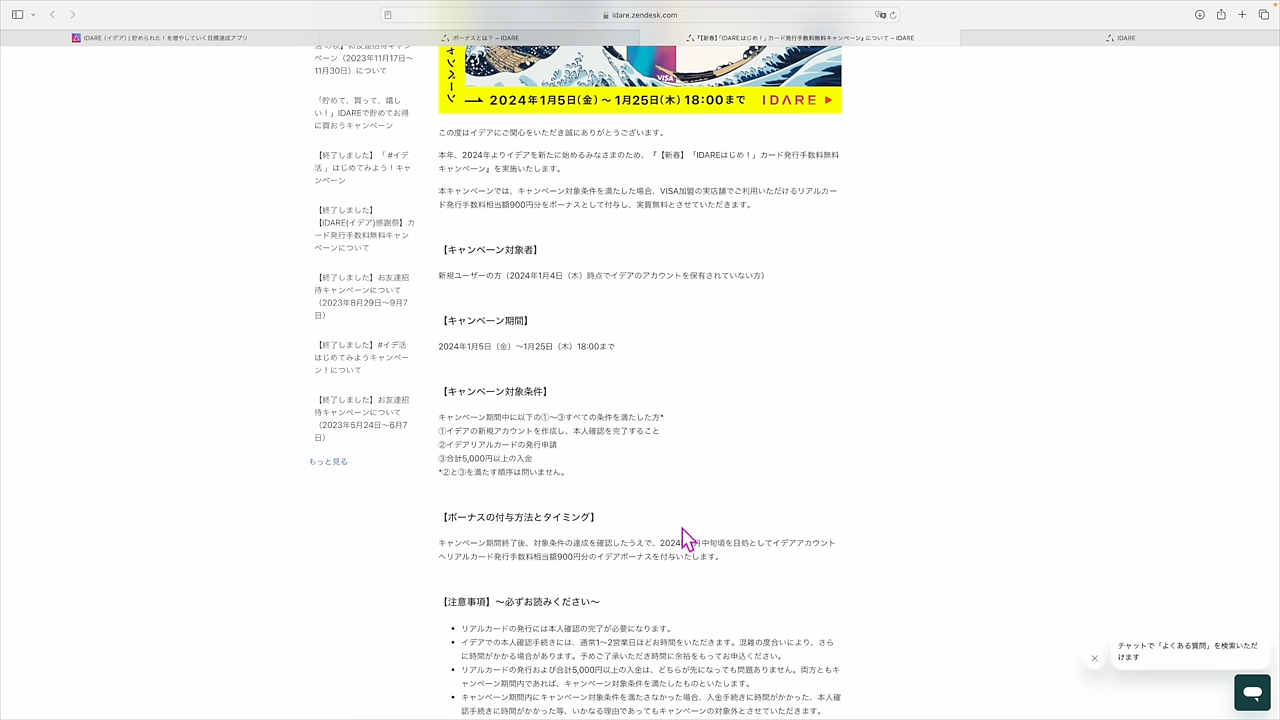 idare.zendesk.com
IDARE (イデア) | 貯められた！を増やしていく目標達成アプリ
ボーナスとは？ – IDARE
『【新春】「IDAREはじめ！」カード発行手数料無料キャンペーン』について – IDARE
IDARE
ペーン（2023年11月17日〜
11月30日）について
「貯めて、買って、嬉し
い！」IDAREで貯めてお得
に買おうキャンペーン
【終了しました】「 #イデ
活 」はじめてみよう！キャ
ンペーン
【終了しました】
【IDARE(イデア)感謝祭】カ
ード発行手数料無料キャン
ペーンについて
【終了しました】お友達招
待キャンペーンについて
（2023年8月29日〜9月7
日）
【終了しました】#イデ活
はじめてみようキャンペー
ン！について
【終了しました】お友達招
待キャンペーンについて
（2023年5月24日〜6月7
日）
もっと見る
ンペーン
VISA
2024年1月5日(金) 〜 1月25日(木) 18:00まで
IDARE
この度はイデアにご関心をいただき誠にありがとうございます。
本年、2024年よりイデアを新たに始めるみなさまのため、『【新春】「IDAREはじめ！」カード発行手数料無料
キャンペーン』を実施いたします。
本キャンペーンでは、キャンペーン対象条件を満たした場合、VISA加盟の実店舗でご利用いただけるリアルカー
ド発行手数料相当額900円分をボーナスとして付与し、実質無料とさせていただきます。
【キャンペーン対象者】
新規ユーザーの方（2024年1月4日（木）時点でイデアのアカウントを保有されていない方）
【キャンペーン期間】
2024年1月5日（金）〜1月25日（木）18:00まで
【キャンペーン対象条件】
キャンペーン期間中に以下の①〜③すべての条件を満たした方*
①イデアの新規アカウントを作成し、本人確認を完了すること
②イデアリアルカードの発行申請
③合計5,000円以上の入金
*②と③を満たす順序は問いません。
【ボーナスの付与方法とタイミング】
キャンペーン期間終了後、対象条件の達成を確認したうえで、2024 月中旬頃を目処としてイデアアカウント
へリアルカード発行手数料相当額900円分のイデアボーナスを付与いたします。
【注意事項】〜必ずお読みください〜
• リアルカードの発行には本人確認の完了が必要になります。
• イデアでの本人確認手続きには、通常1〜2営業日ほどお時間をいただきます。混雑の度合いにより、さら
に時間がかかる場合があります。予めご了承いただき時間に余裕をもってお申込ください。
• リアルカードの発行および合計5,000円以上の入金は、どちらが先になっても問題ありません。両方ともキ
ャンペーン期間内であれば、キャンペーン対象条件を満たしたものといたします。
• キャンペーン期間内にキャンペーン対象条件を満たさなかった場合、入金手続きに時間がかかった、本人確
認手続きに時間がかかった等、いかなる理由であってもキャンペーンの対象外とさせていただきます。
チャットで「よくある質問」を検索いただ
けます